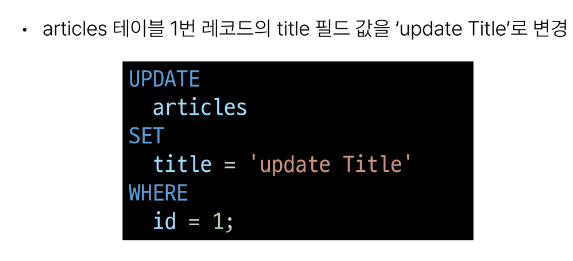 • articles 테이블 1번 레코드의 title 필드 값을 ‘update Title’로 변경
UPDATE
articles
SET
title = 'update Title'
WHERE
id = 1;